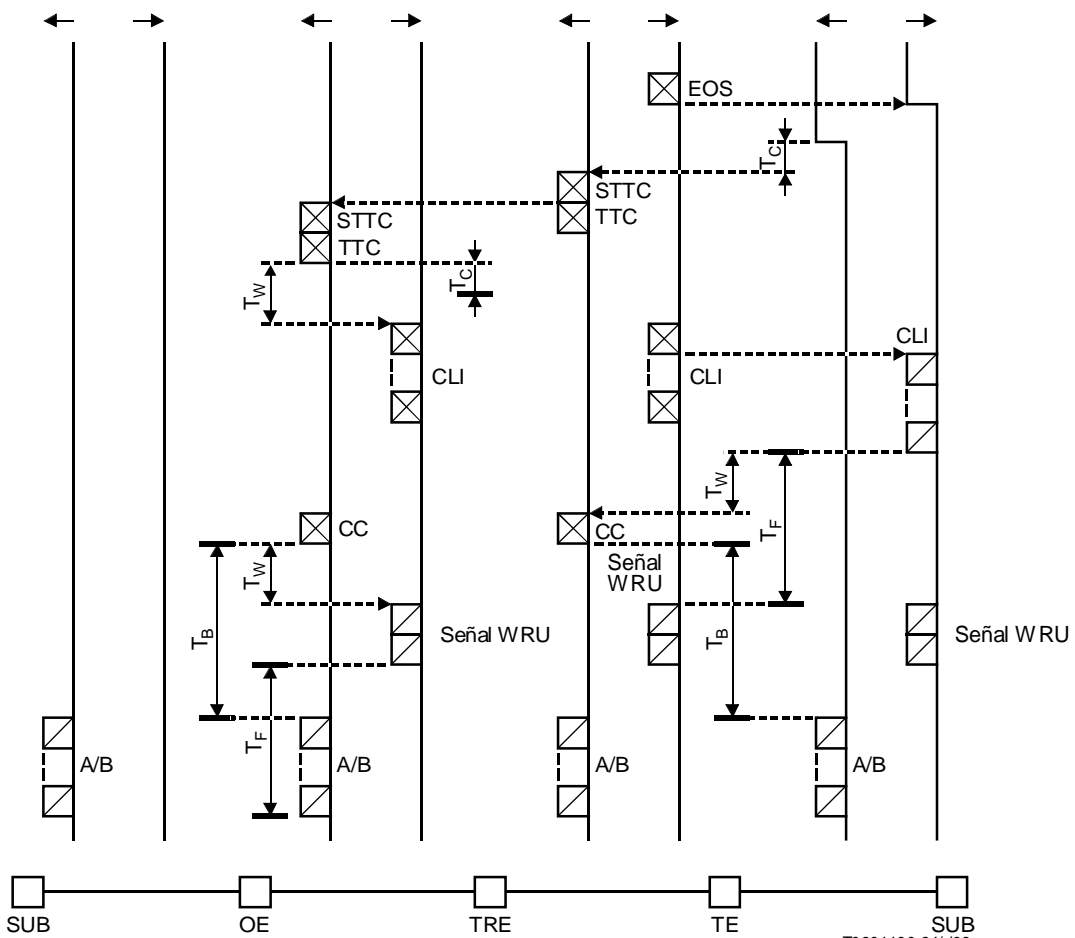 EOS
T_C
STTC
TTC
STTC
TTC
T_C
T_W
CLI
CLI
CLI
T_W
T_F
CC
CC
Señal
WRU
T_W
T_B
T_B
Señal WRU
Señal WRU
T_F
A/B
A/B
A/B
A/B
SUB
OE
TRE
TE
SUB